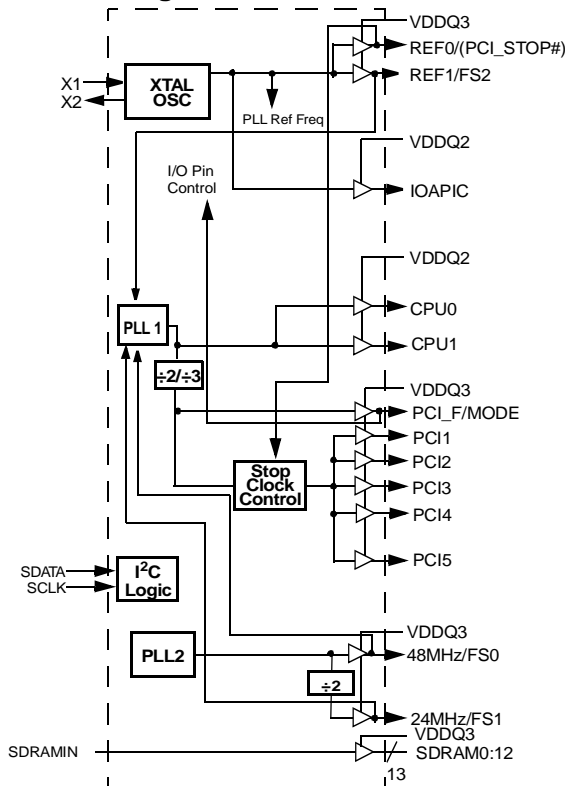 VDDQ3
REF0/(PCI_STOP#)
X1
X2
XTAL
OSC
REF1/FS2
PLL Ref Freq
VDDQ2
I/O Pin
Control
IOAPIC
VDDQ2
CPU0
PLL 1
CPU1
÷2/÷3
VDDQ3
PCI_F/MODE
PCI1
Stop
Clock
Control
PCI2
PCI3
PCI4
PCI5
SDATA
SCLK
I2C
Logic
VDDQ3
PLL2
48MHz/FS0
÷2
24MHz/FS1
VDDQ3
SDRAMIN
SDRAM0:12
13